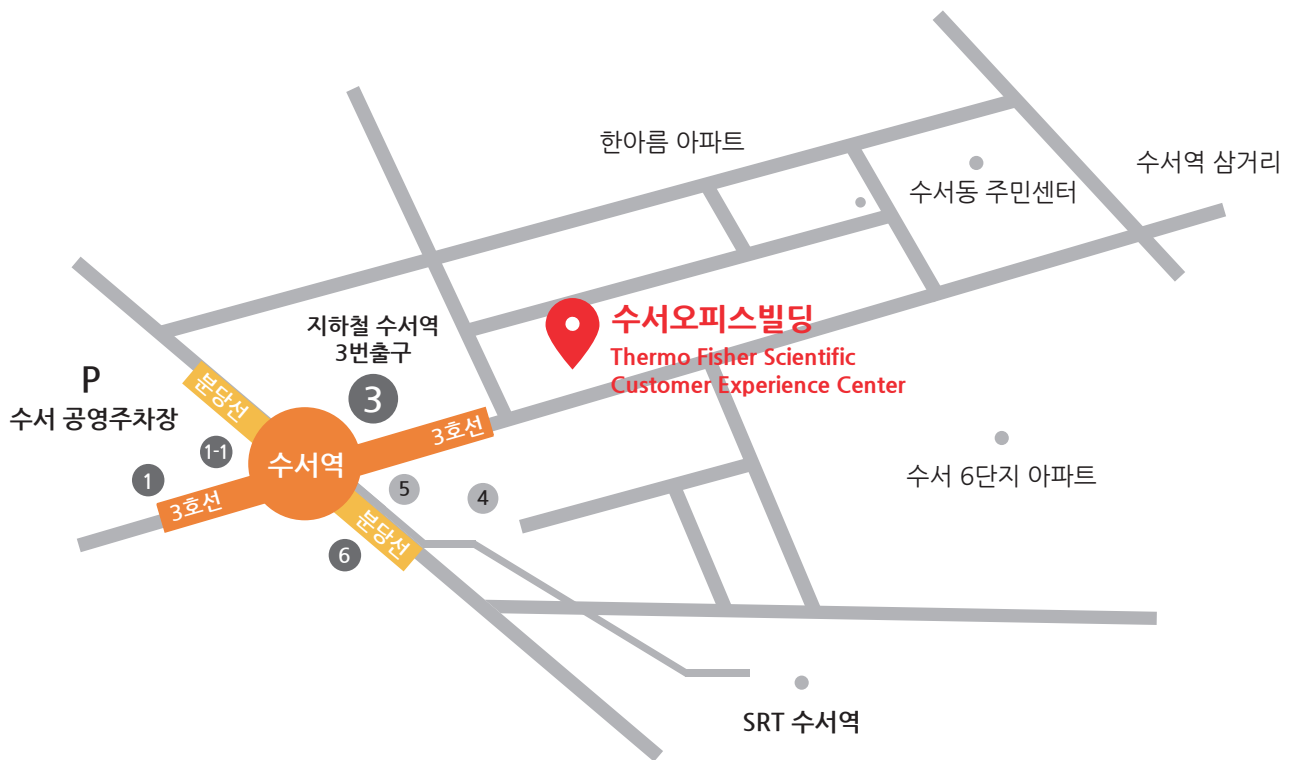 한아름 아파트
수서역 삼거리
수서동 주민센터
지하철 수서역
3번출구
수서오피스빌딩
Thermo Fisher Scientific
Customer Experience Center
P
수서 공영주차장
분당선
3
3호선
1-1
수서역
1
3호선
5
4
수서 6단지 아파트
분당선
6
SRT 수서역